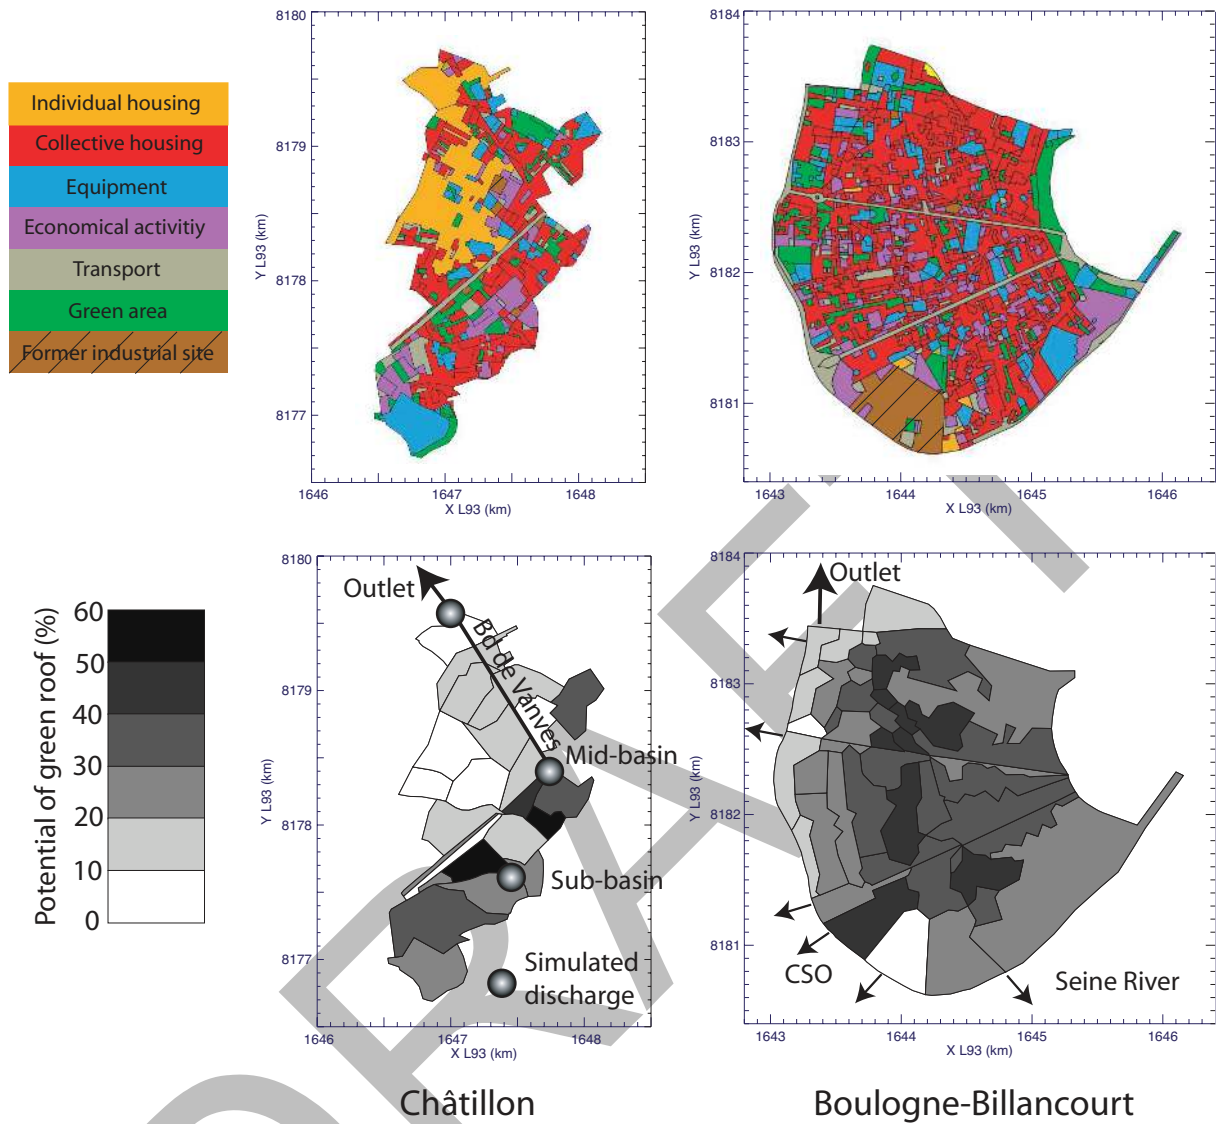 Individual housing
Collective housing
Equipment
Economical activitiy
Transport
Green area
Former industrial site
8180
8179
8178
8177
Y L93 (km)
1646
1647
1648
X L93 (km)
8184
8183
8182
8181
Y L93 (km)
1643
1644
1645
1646
X L93 (km)
Potential of green roof (%)
60
50
40
30
20
10
0
8180
8179
8178
8177
Y L93 (km)
Outlet
Bd de Vanves
Mid-basin
Sub-basin
Simulated
discharge
1646
1647
1648
X L93 (km)
8184
8183
8182
8181
Y L93 (km)
Outlet
CSO
Seine River
1643
1644
1645
1646
X L93 (km)
Châtillon
Boulogne-Billancourt